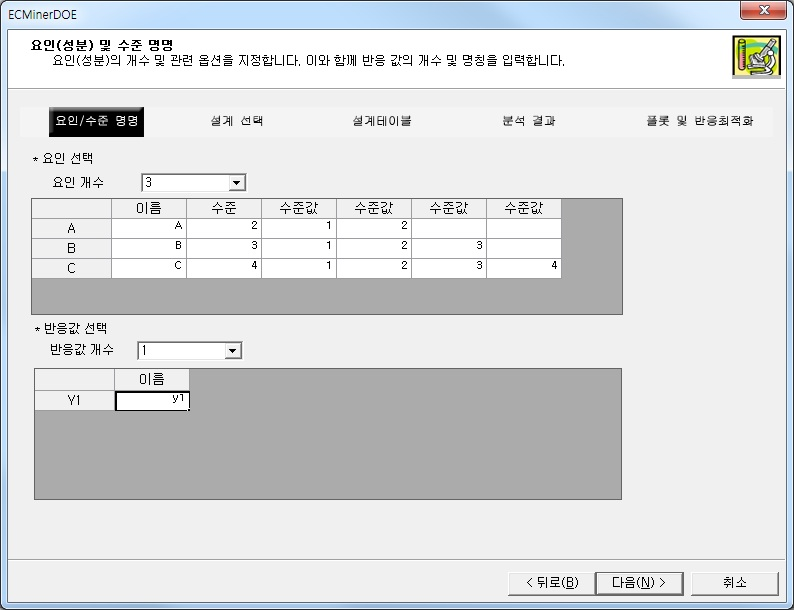 ECMinerDOE
요인(성분) 및 수준 명명
요인(성분)의 개수 및 관련 옵션을 지정합니다. 이와 함께 반응 값의 개수 및 명칭을 입력합니다.
요인/수준 명명 설계 선택 설계테이블 분석 결과 플롯 및 반응최적화
* 요인 선택
요인 개수 3
이름 수준 수준값 수준값 수준값 수준값
A A 2 1 2
B B 3 1 2 3
C C 4 1 2 3 4
* 반응값 선택
반응값 개수 1
이름
Y1 y1
< 뒤로(B) 다음(N) > 취소